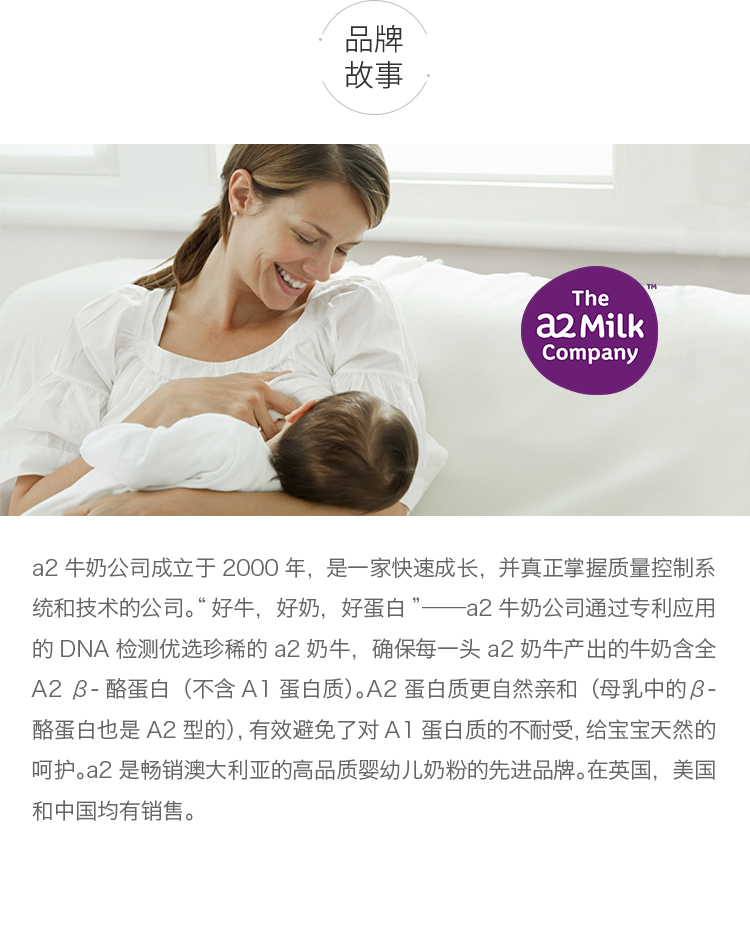 品牌
故事
The
a2 Milk
Company
™
a2 牛奶公司成立于 2000 年，是一家快速成长，并真正掌握质量控制系
统和技术的公司。“ 好牛，好奶，好蛋白 ”——a2 牛奶公司通过专利应用
的 DNA 检测优选珍稀的 a2 奶牛，确保每一头 a2 奶牛产出的牛奶含全
A2 β- 酪蛋白（不含 A1 蛋白质）。A2 蛋白质更自然亲和（母乳中的β-
酪蛋白也是 A2 型的），有效避免了对 A1 蛋白质的不耐受，给宝宝天然的
呵护。a2 是畅销澳大利亚的高品质婴幼儿奶粉的先进品牌。在英国，美国
和中国均有销售。